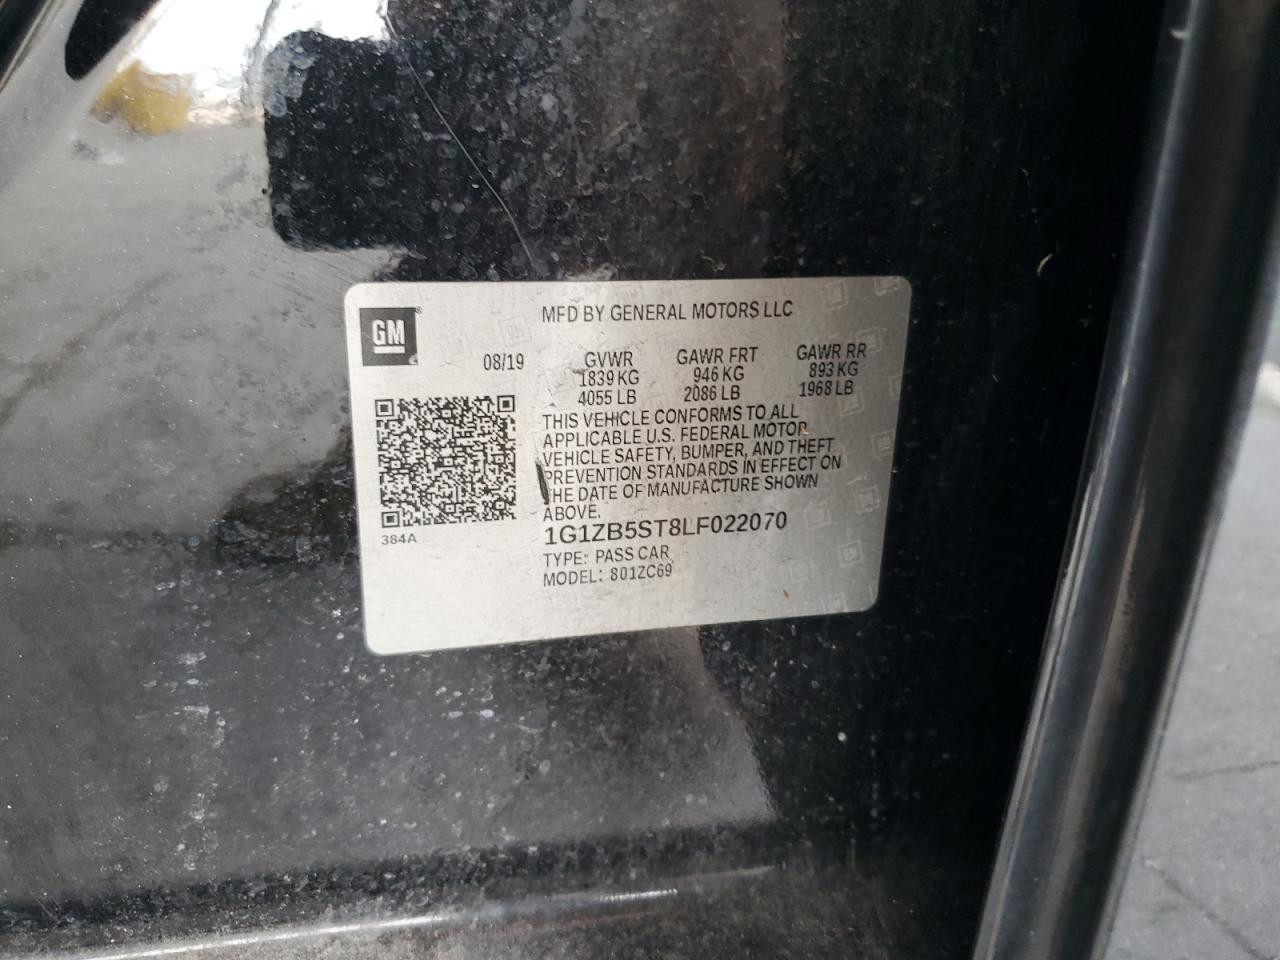 MFD BY GENERAL MOTORS LLC
GM
08/19 GVWR GAWR FRT GAWR RR
1839 KG 946 KG 893 KG
4055 LB 2086 LB 1968 LB
THIS VEHICLE CONFORMS TO ALL
APPLICABLE U.S. FEDERAL MOTOR
VEHICLE SAFETY, BUMPER, AND THEFT
PREVENTION STANDARDS IN EFFECT ON
THE DATE OF MANUFACTURE SHOWN
ABOVE.
384A
1G1ZB5ST8LF022070
TYPE: PASS CAR
MODEL: 801ZC69